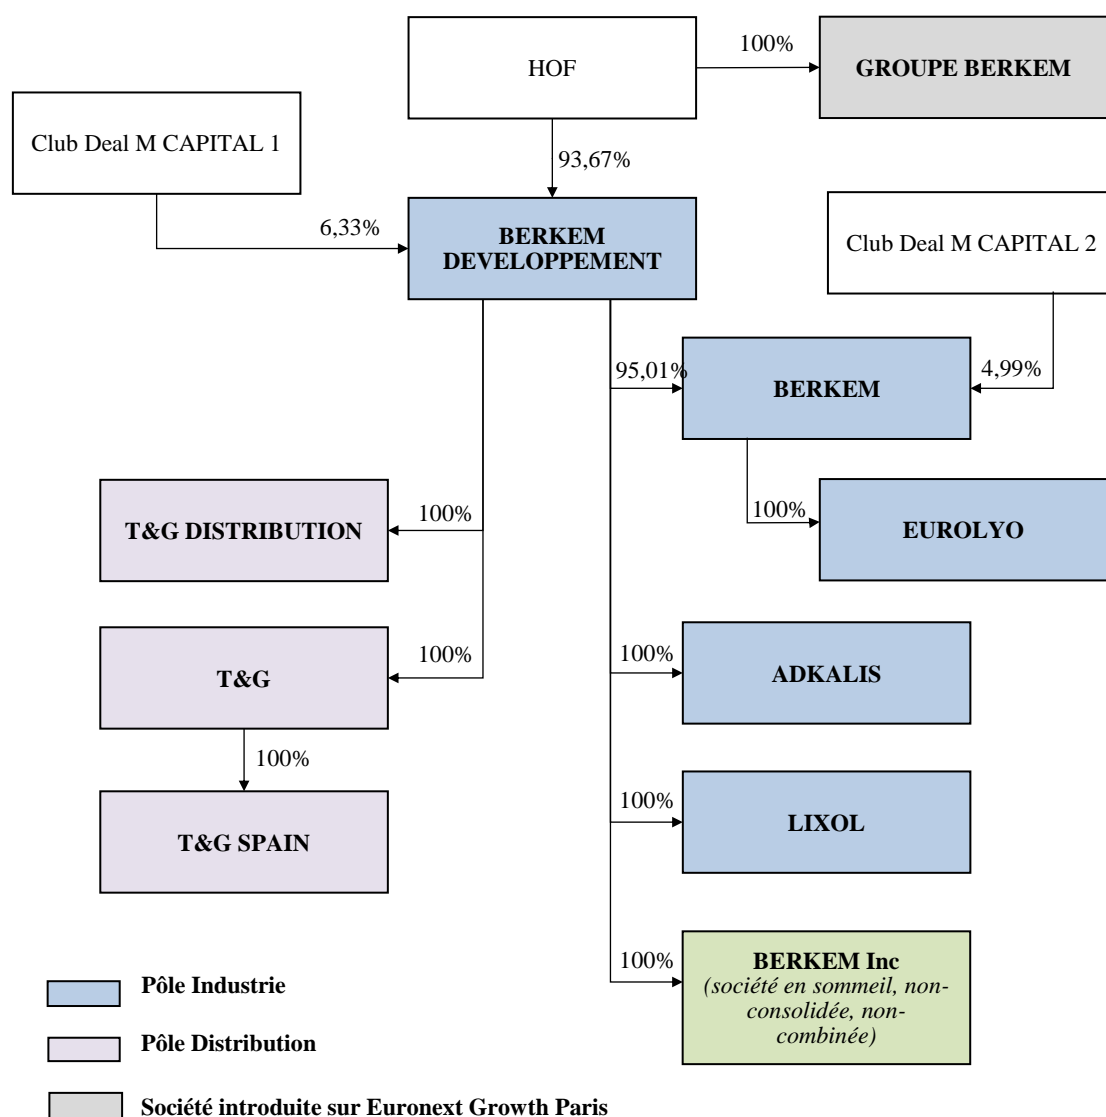 HOF
100%
GROUPE BERKEM
Club Deal M CAPITAL 1
93,67%
6,33%
BERKEM
DEVELOPPEMENT
Club Deal M CAPITAL 2
95,01%
BERKEM
4,99%
T&G DISTRIBUTION
100%
100%
EUROLYO
T&G
100%
100%
ADKALIS
100%
T&G SPAIN
100%
LIXOL
100%
BERKEM Inc
(société en sommeil, non-
consolidée, non-
combinée)
Pôle Industrie
Pôle Distribution
Société introduite sur Euronext Growth Paris